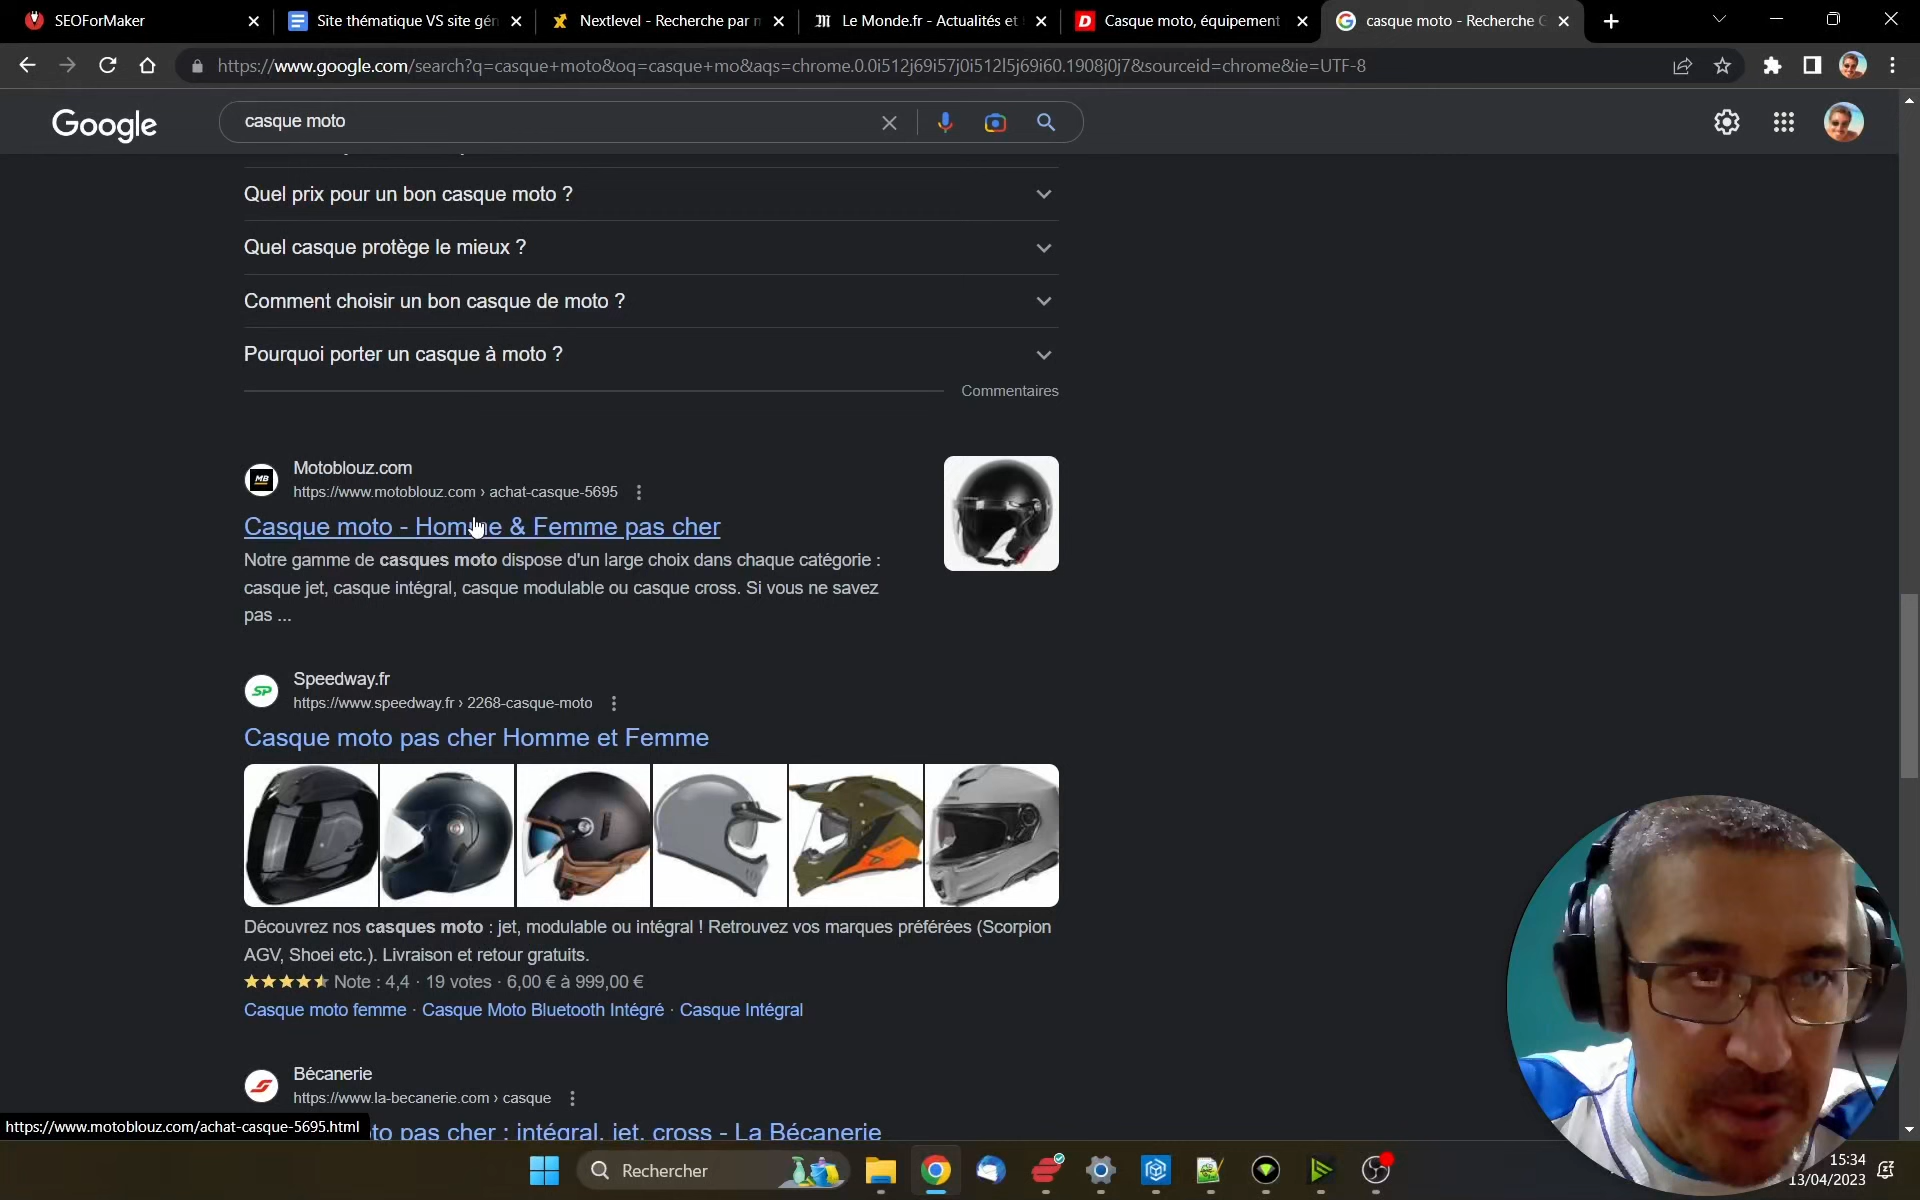 SEOForMaker
Site thématique VS site gén
Nextlevel - Recherche par m
Le Monde.fr - Actualités et
Casque moto, équipement
casque moto - Recherche G
https://www.google.com/search?q=casque+moto&oq=casque+mo&aqs=chrome.0.0i512j69i57j0i512l5j69i60.1908j0j7&sourceid=chrome&ie=UTF-8
Google
casque moto
Quel prix pour un bon casque moto ?
Quel casque protège le mieux ?
Comment choisir un bon casque de moto ?
Pourquoi porter un casque à moto ?
Commentaires
MB
Motoblouz.com
https://www.motoblouz.com › achat-casque-5695
Casque moto - Homme & Femme pas cher
Notre gamme de casques moto dispose d'un large choix dans chaque catégorie :
casque jet, casque intégral, casque modulable ou casque cross. Si vous ne savez
pas ...
SP
Speedway.fr
https://www.speedway.fr › 2268-casque-moto
Casque moto pas cher Homme et Femme
Découvrez nos casques moto : jet, modulable ou intégral ! Retrouvez vos marques préférées (Scorpion
AGV, Shoei etc.). Livraison et retour gratuits.
Note : 4,4 · 19 votes · 6,00 € à 999,00 €
Casque moto femme · Casque Moto Bluetooth Intégré · Casque Intégral
Bécanerie
https://www.la-becanerie.com › casque
to pas cher : intégral, jet, cross - La Bécanerie
https://www.motoblouz.com/achat-casque-5695.html
Rechercher
15:34
13/04/2023